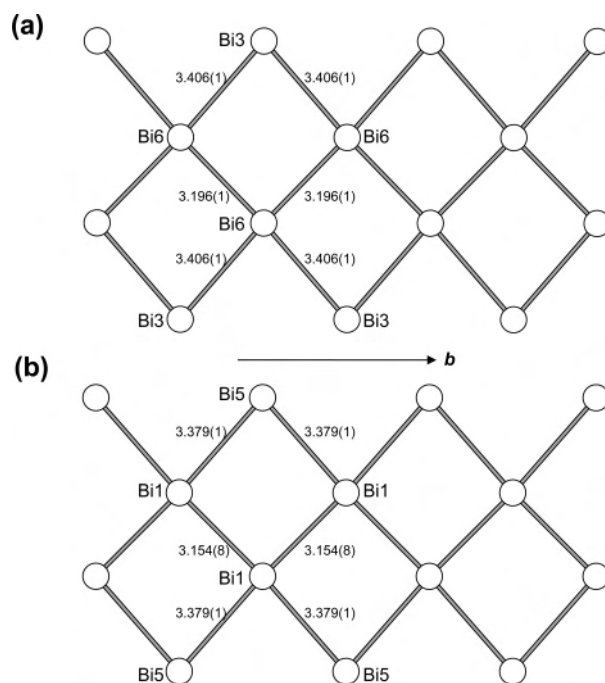 (a)
Bi3
3.406(1) 3.406(1)
Bi6 Bi6
3.196(1) 3.196(1)
Bi6
3.406(1) 3.406(1)
Bi3 Bi3
b
(b)
Bi5
3.379(1) 3.379(1)
Bi1 Bi1
3.154(8) 3.154(8)
Bi1
3.379(1) 3.379(1)
Bi5 Bi5